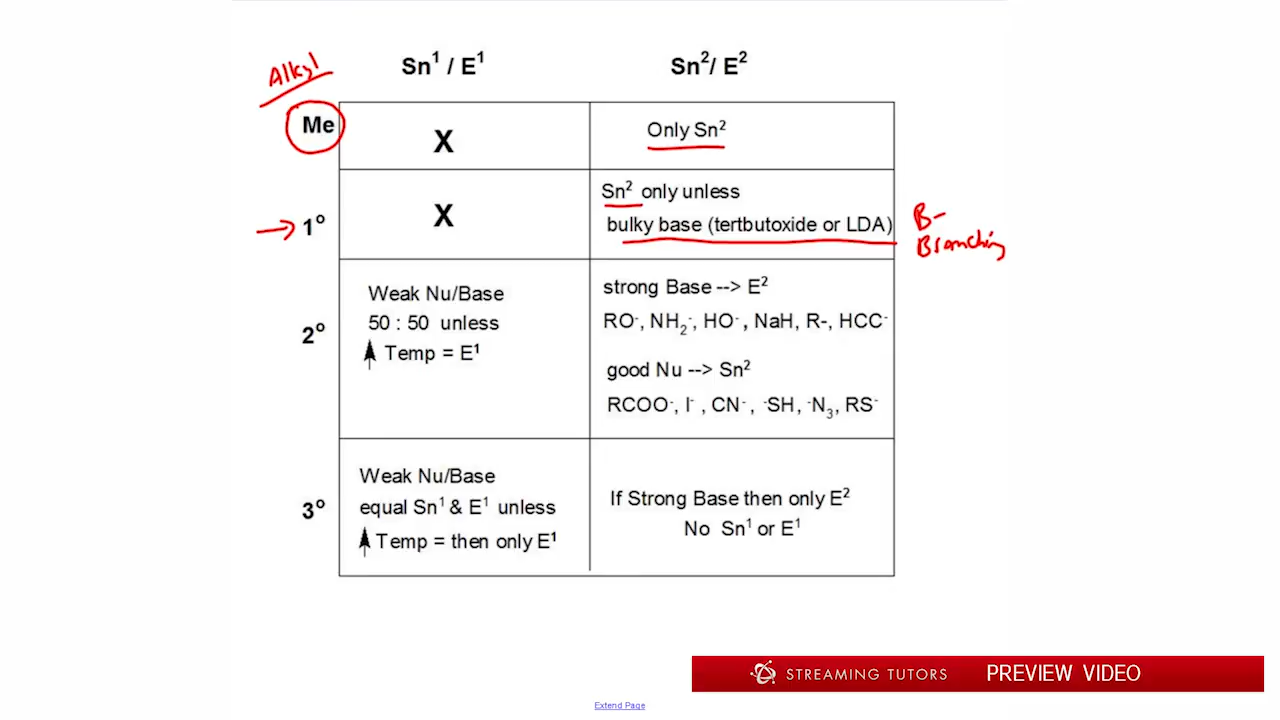 Alkyl
Sn¹ / E¹
Sn²/ E²
Me
X
Only Sn²
1°
X
Sn² only unless
bulky base (tertbutoxide or LDA)
B-
Branching
2°
Weak Nu/Base
50 : 50 unless
↑ Temp = E¹
strong Base --> E²
RO⁻, NH₂⁻, HO⁻, NaH, R-, HCC⁻
good Nu --> Sn²
RCOO⁻, I⁻, CN⁻, ⁻SH, ⁻N₃, RS⁻
3°
Weak Nu/Base
equal Sn¹ & E¹ unless
↑ Temp = then only E¹
If Strong Base then only E²
No Sn¹ or E¹
STREAMING TUTORS PREVIEW VIDEO
Extend Page